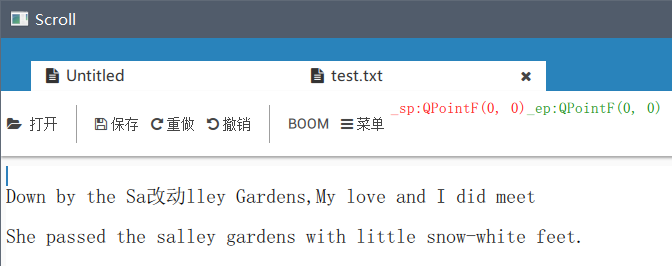 Scroll
Untitled test.txt
打开 保存 重做 撤销 BOOM 菜单 _sp:QPointF(0, 0)_ep:QPointF(0, 0)
Down by the Sa改动lley Gardens,My love and I did meet
She passed the salley gardens with little snow-white feet.